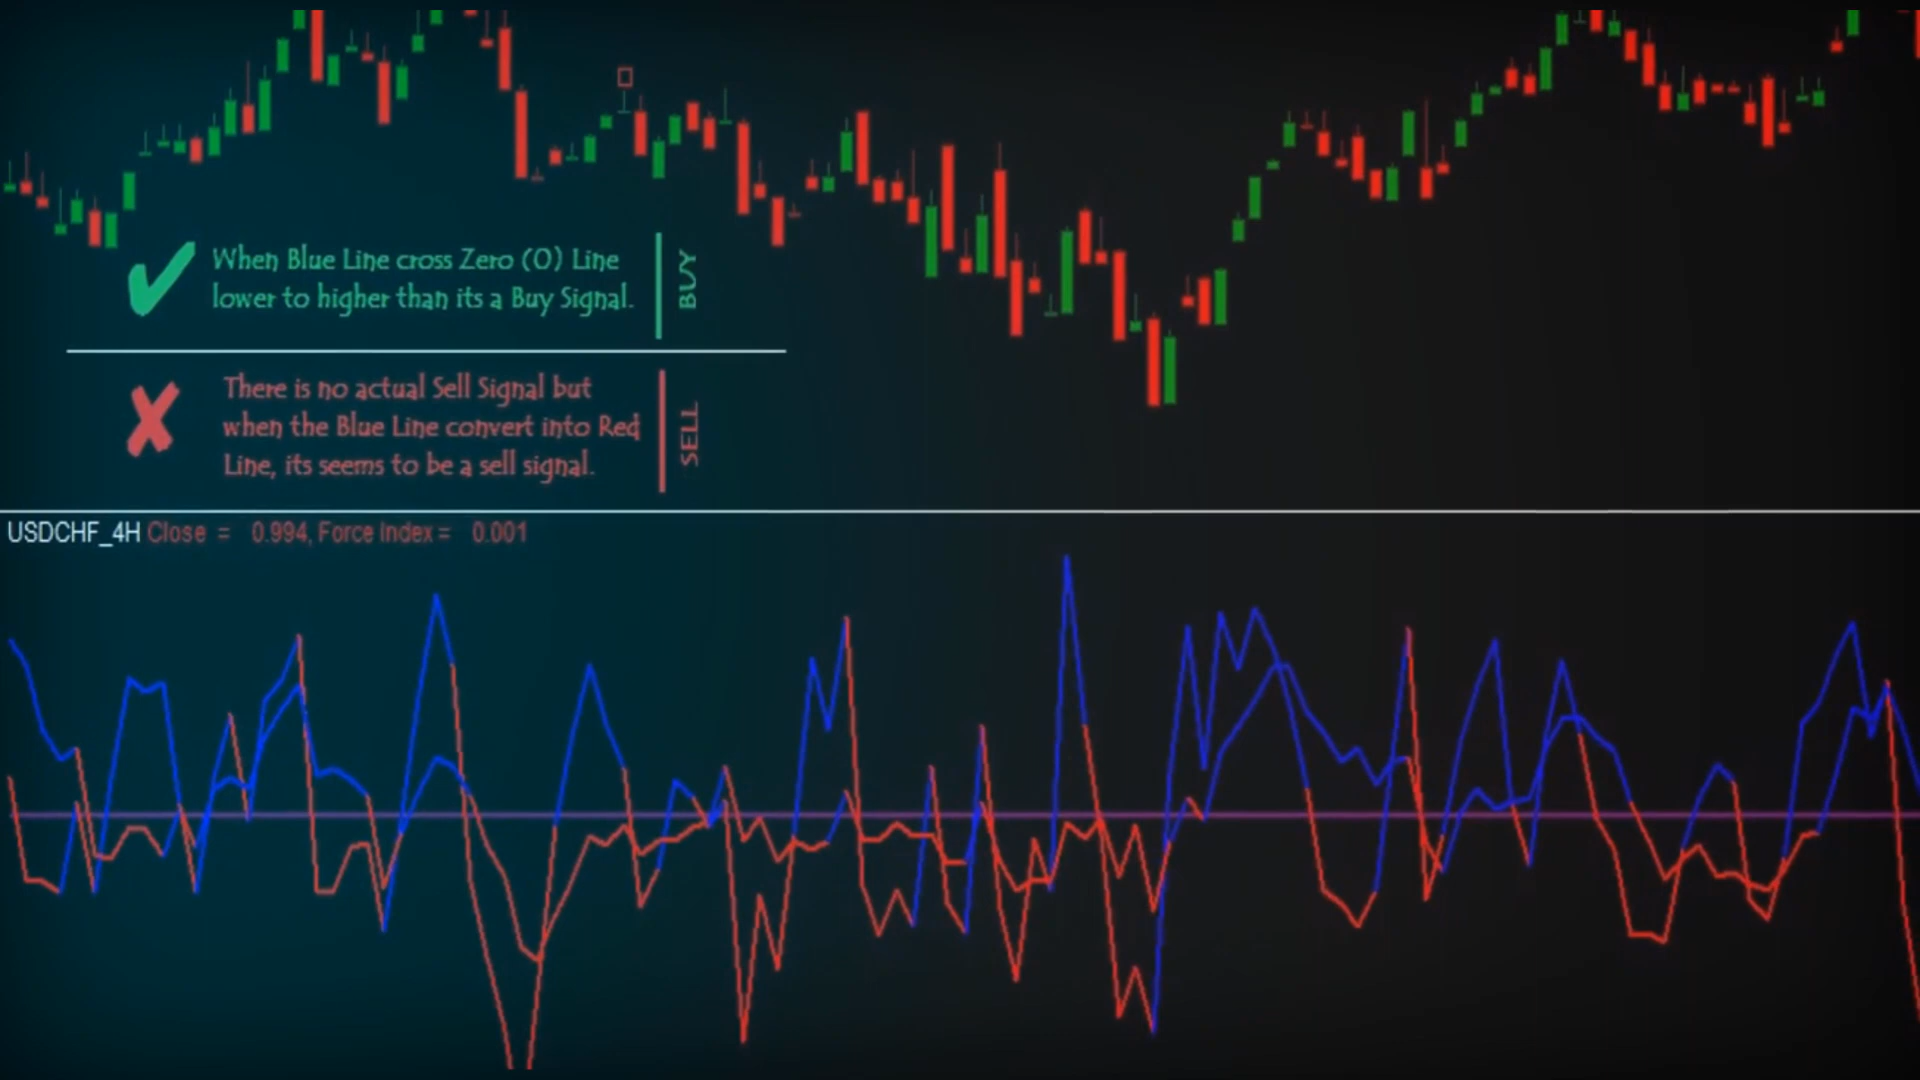 When Blue Line cross Zero (0) Line
lower to higher than its a Buy Signal.
BUY
There is no actual Sell Signal but
when the Blue Line convert into Red
Line, its seems to be a sell signal.
SELL
USDCHF_4H Close = 0.994, Force Index = 0.001